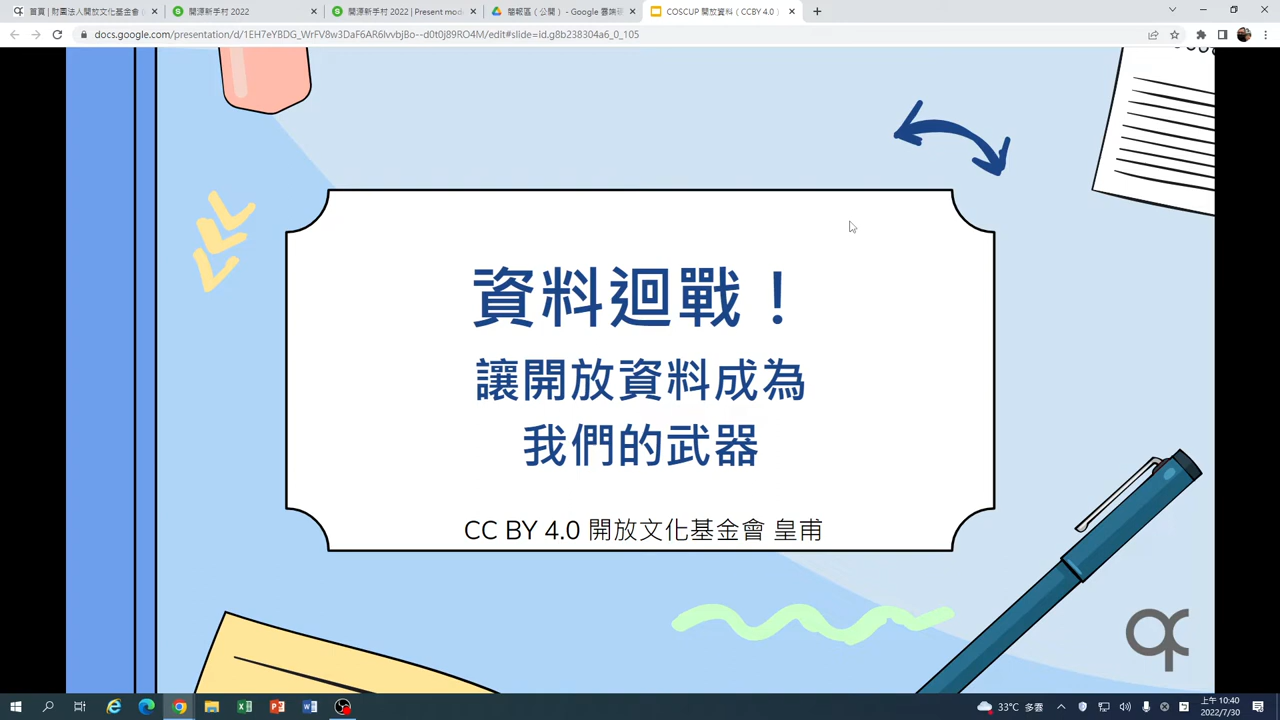 首頁 | 財團法人開放文化基金會 (
開源新手村 2022
開源新手村 2022 | Present mod
簡報區（公開） - Google 雲端硬
COSCUP 開放資料（CCBY 4.0）
docs.google.com/presentation/d/1EH7eYBDG_WrFV8w3DaF6AR6lvvbjBo--d0t0j89RO4M/edit#slide=id.g8b238304a6_0_105
資料迴戰！
讓開放資料成為
我們的武器
CC BY 4.0 開放文化基金會 皇甫
33°C 多雲
上午 10:40
2022/7/30